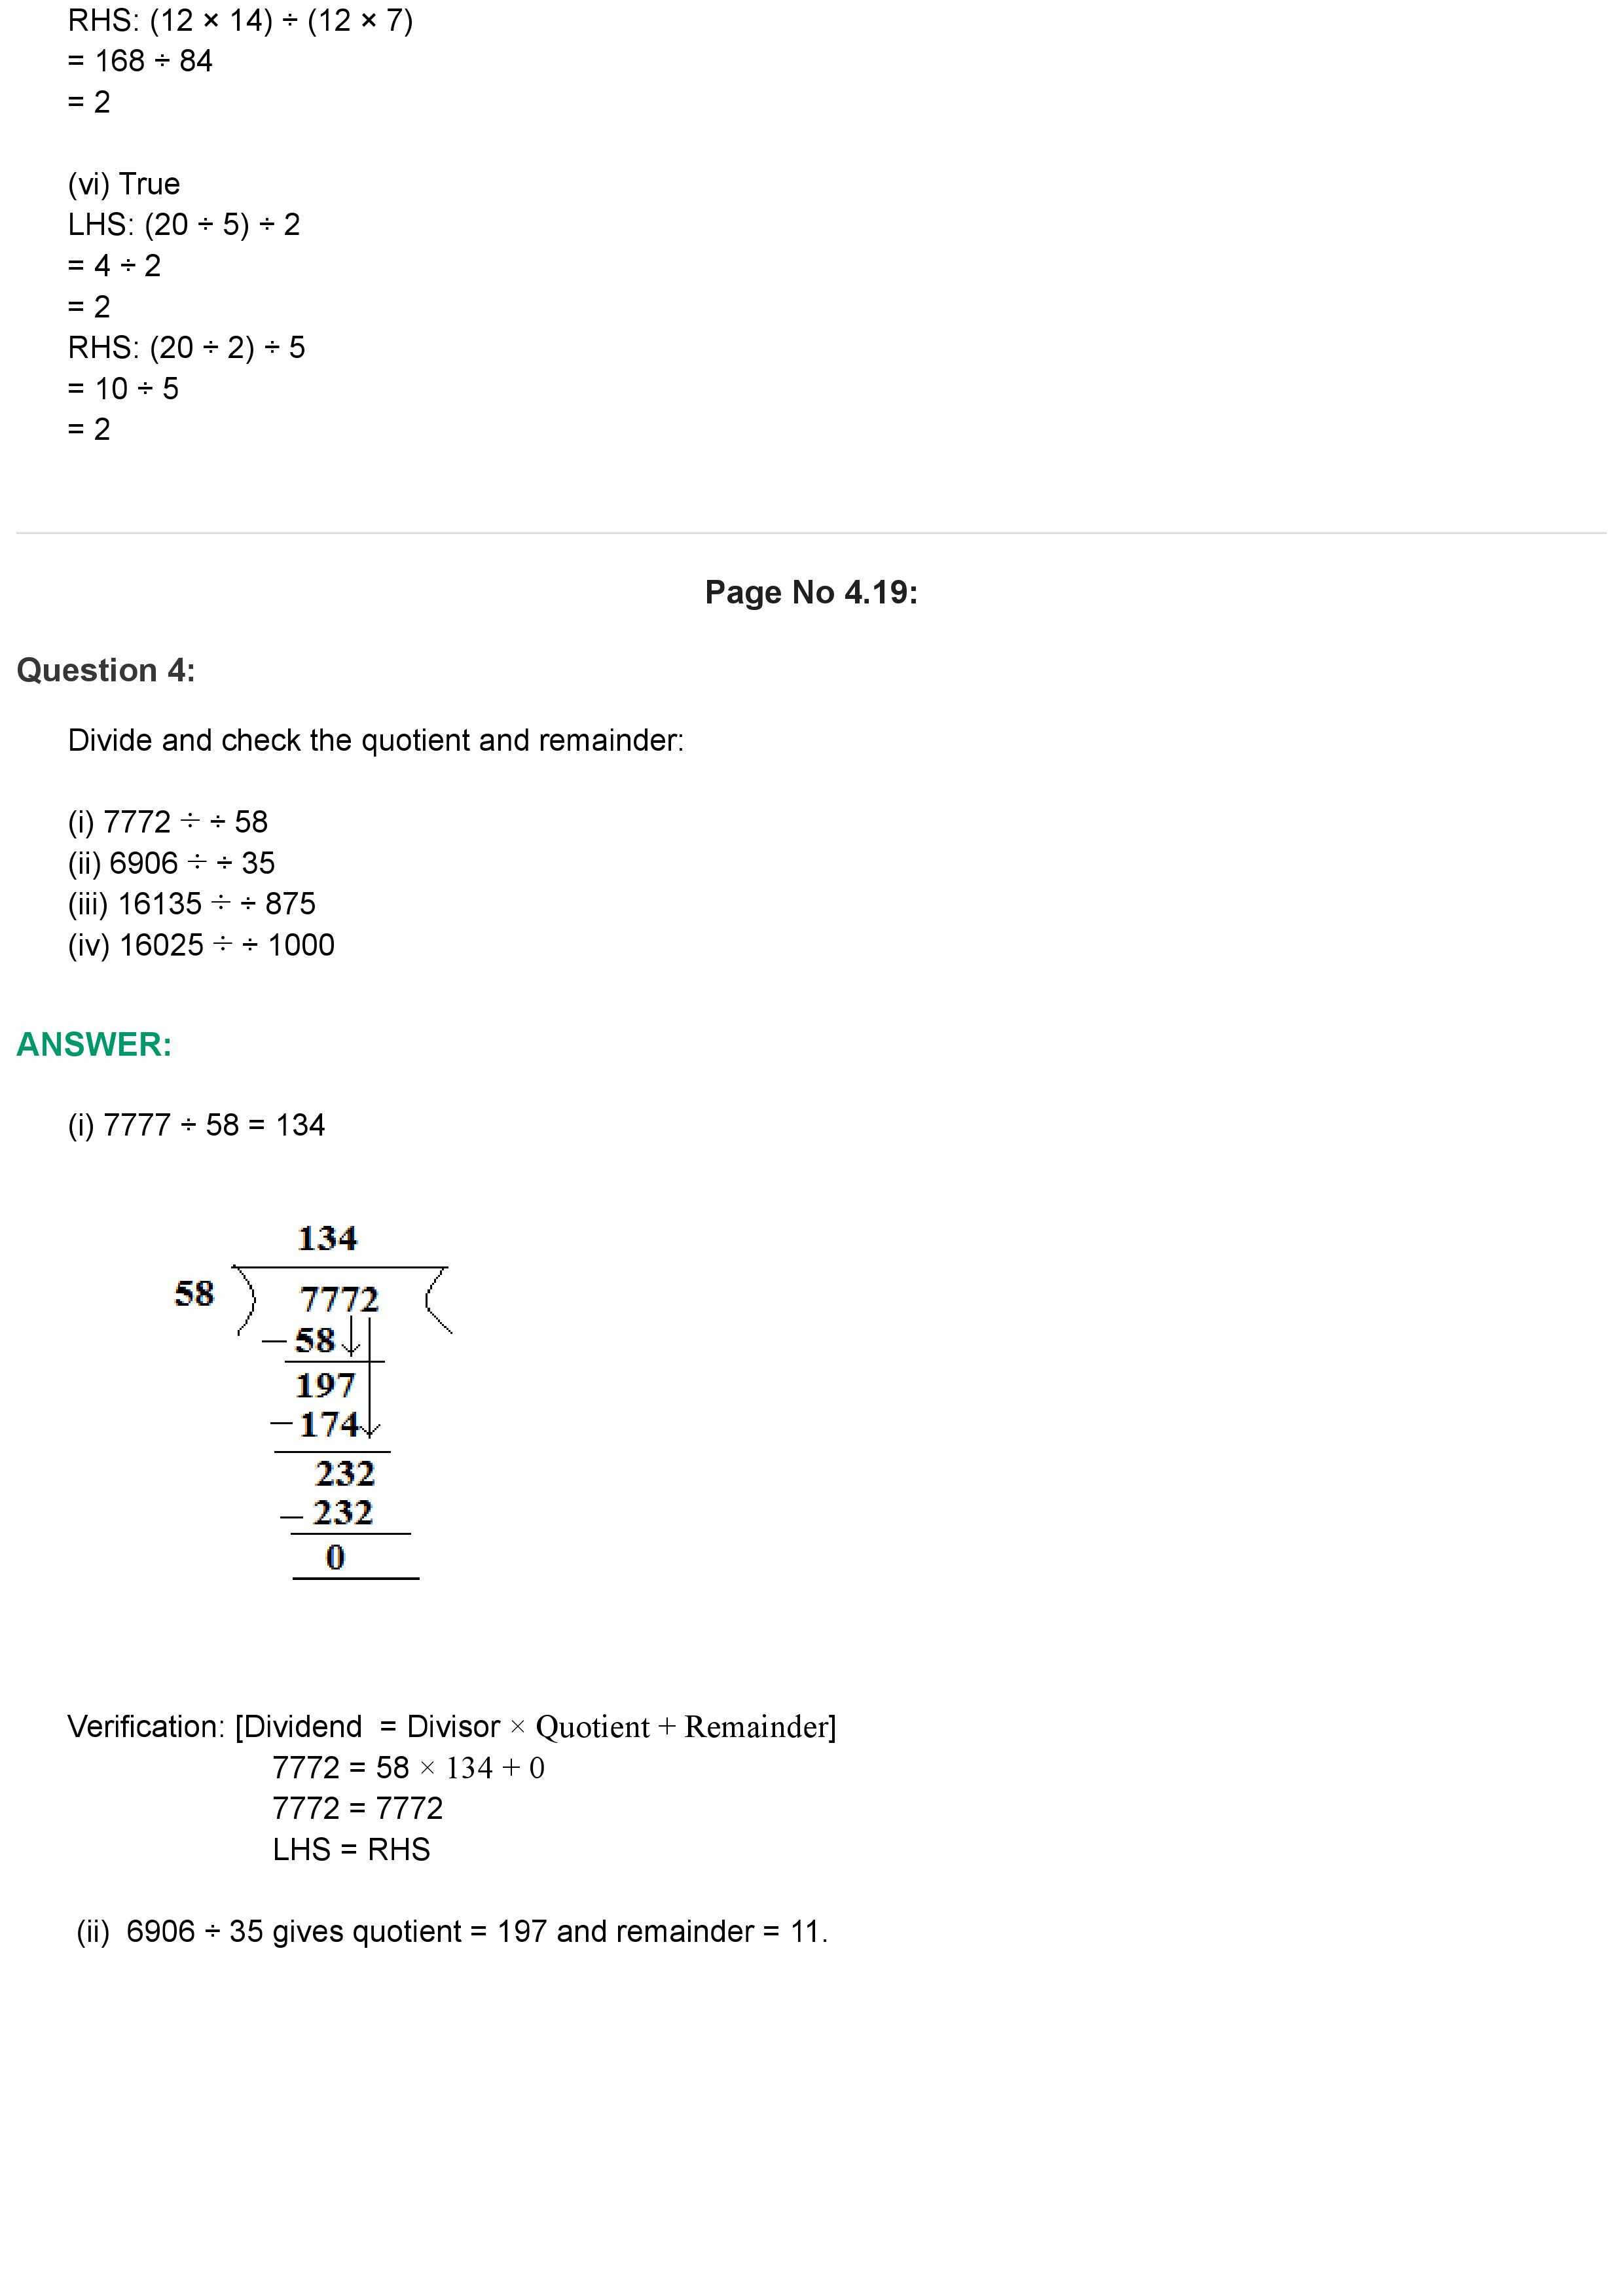 RHS: (12 × 14) ÷ (12 × 7)
= 168 ÷ 84
= 2
(vi) True
LHS: (20 ÷ 5) ÷ 2
= 4 ÷ 2
= 2
RHS: (20 ÷ 2) ÷ 5
= 10 ÷ 5
= 2
Page No 4.19:
Question 4:
Divide and check the quotient and remainder:
(i) 7772 ÷ ÷ 58
(ii) 6906 ÷ ÷ 35
(iii) 16135 ÷ ÷ 875
(iv) 16025 ÷ ÷ 1000
ANSWER:
(i) 7777 ÷ 58 = 134
134
58 ) 7772 (
– 58
197
– 174
232
– 232
0
Verification: [Dividend = Divisor × Quotient + Remainder]
7772 = 58 × 134 + 0
7772 = 7772
LHS = RHS
(ii) 6906 ÷ 35 gives quotient = 197 and remainder = 11.